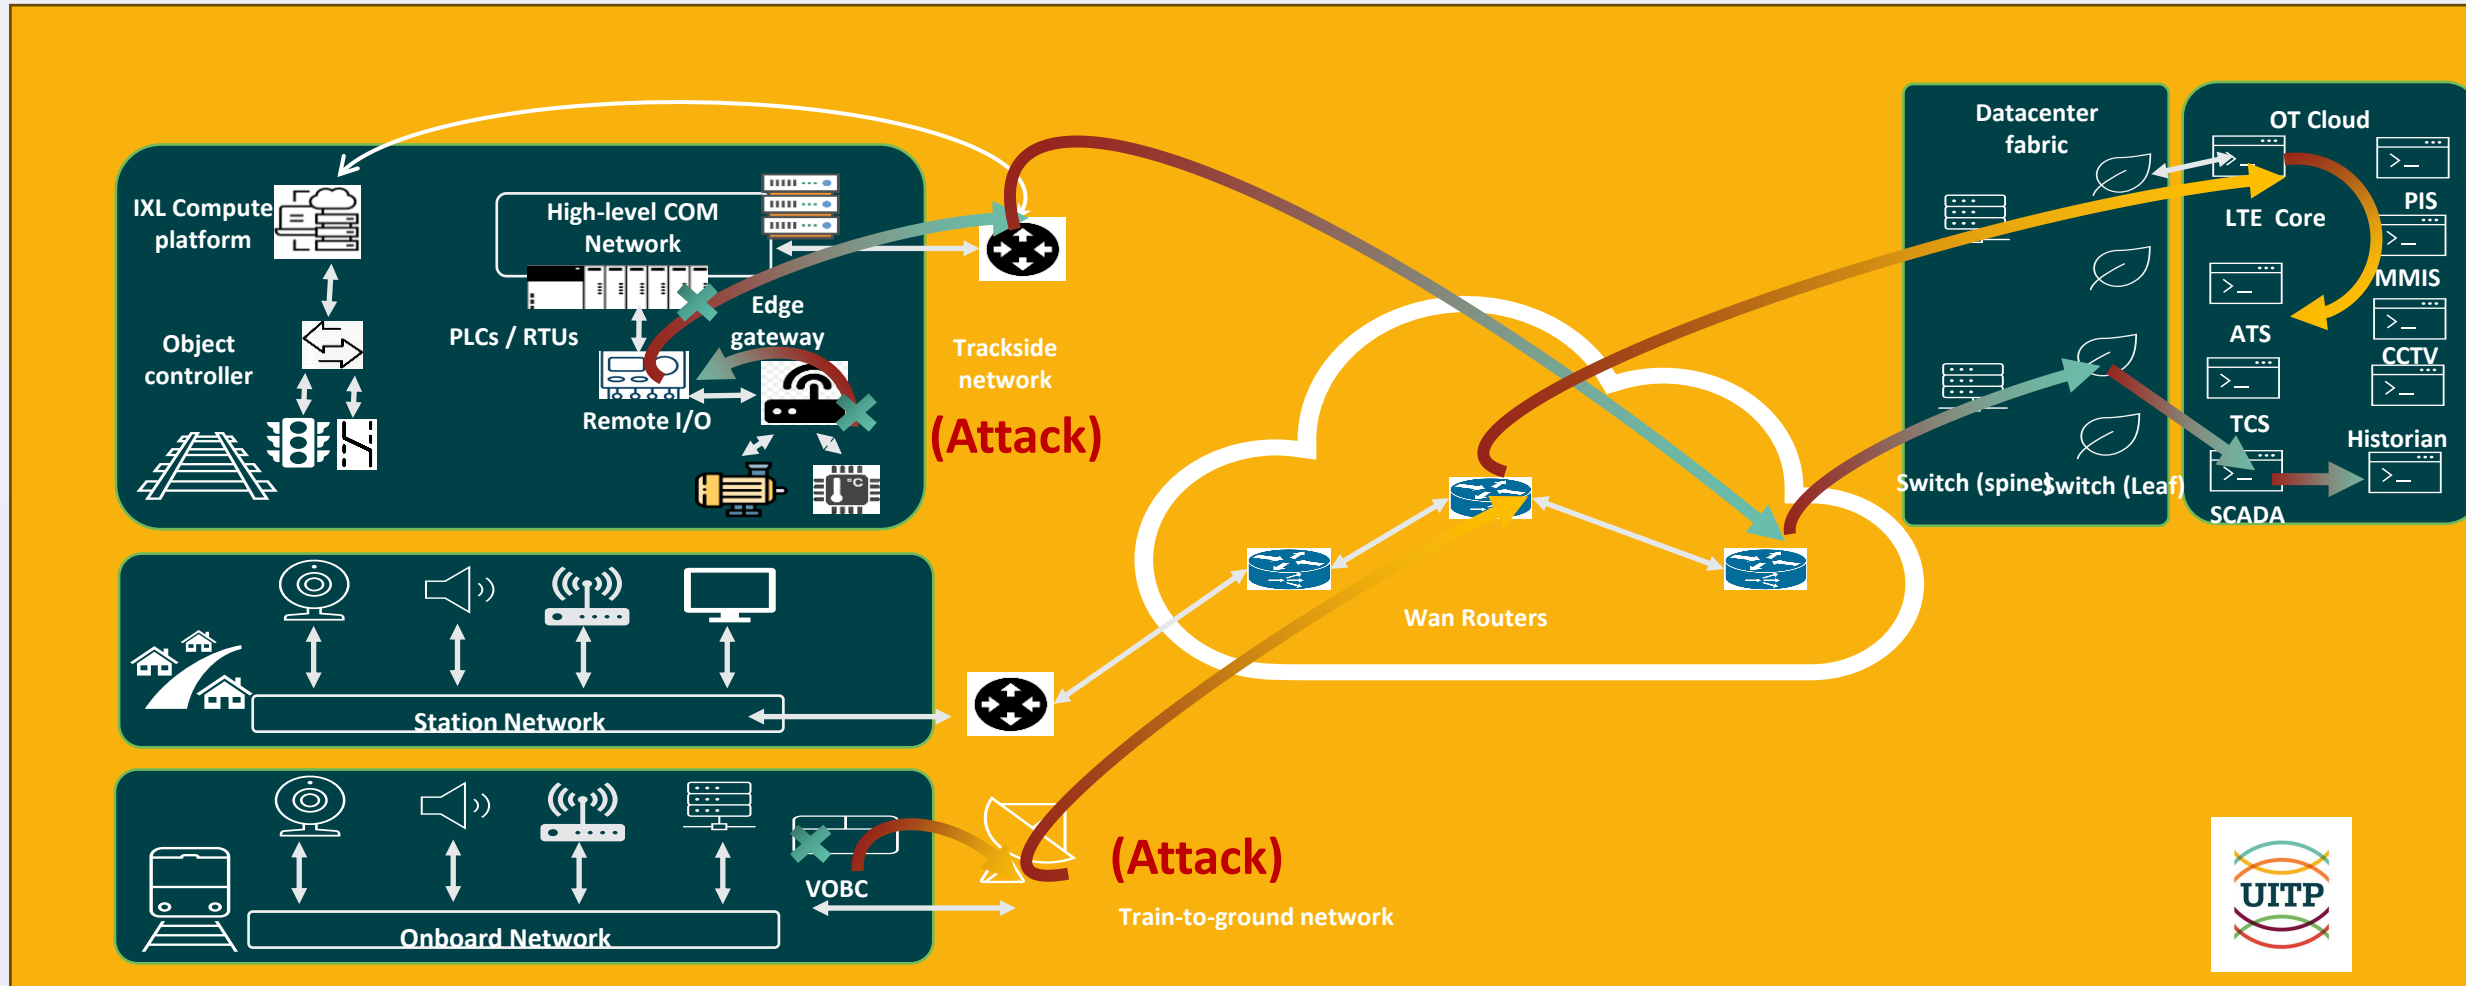 Datacenter
fabric
OT Cloud
PIS
LTE Core
MMIS
ATS
CCTV
TCS
Historian
SCADA
Switch (spine)
Switch (Leaf)
IXL Compute
platform
High-level COM
Network
Edge
gateway
PLCs / RTUs
Object
controller
Remote I/O
°C
Trackside
network
(Attack)
Wan Routers
Station Network
VOBC
Onboard Network
(Attack)
Train-to-ground network
UITP